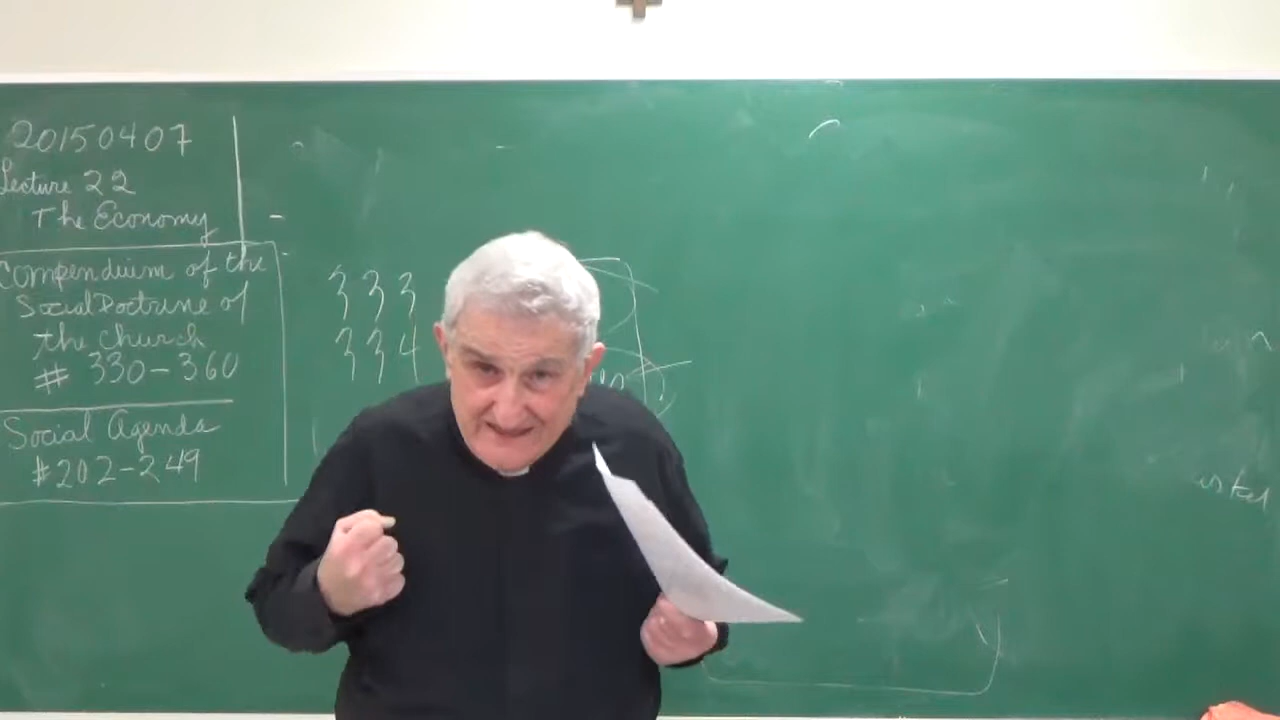 20150407
Lecture 22
The Economy
Compendium of the
Social Doctrine of
the Church
# 330-360
Social Agenda
#202-249
333
334